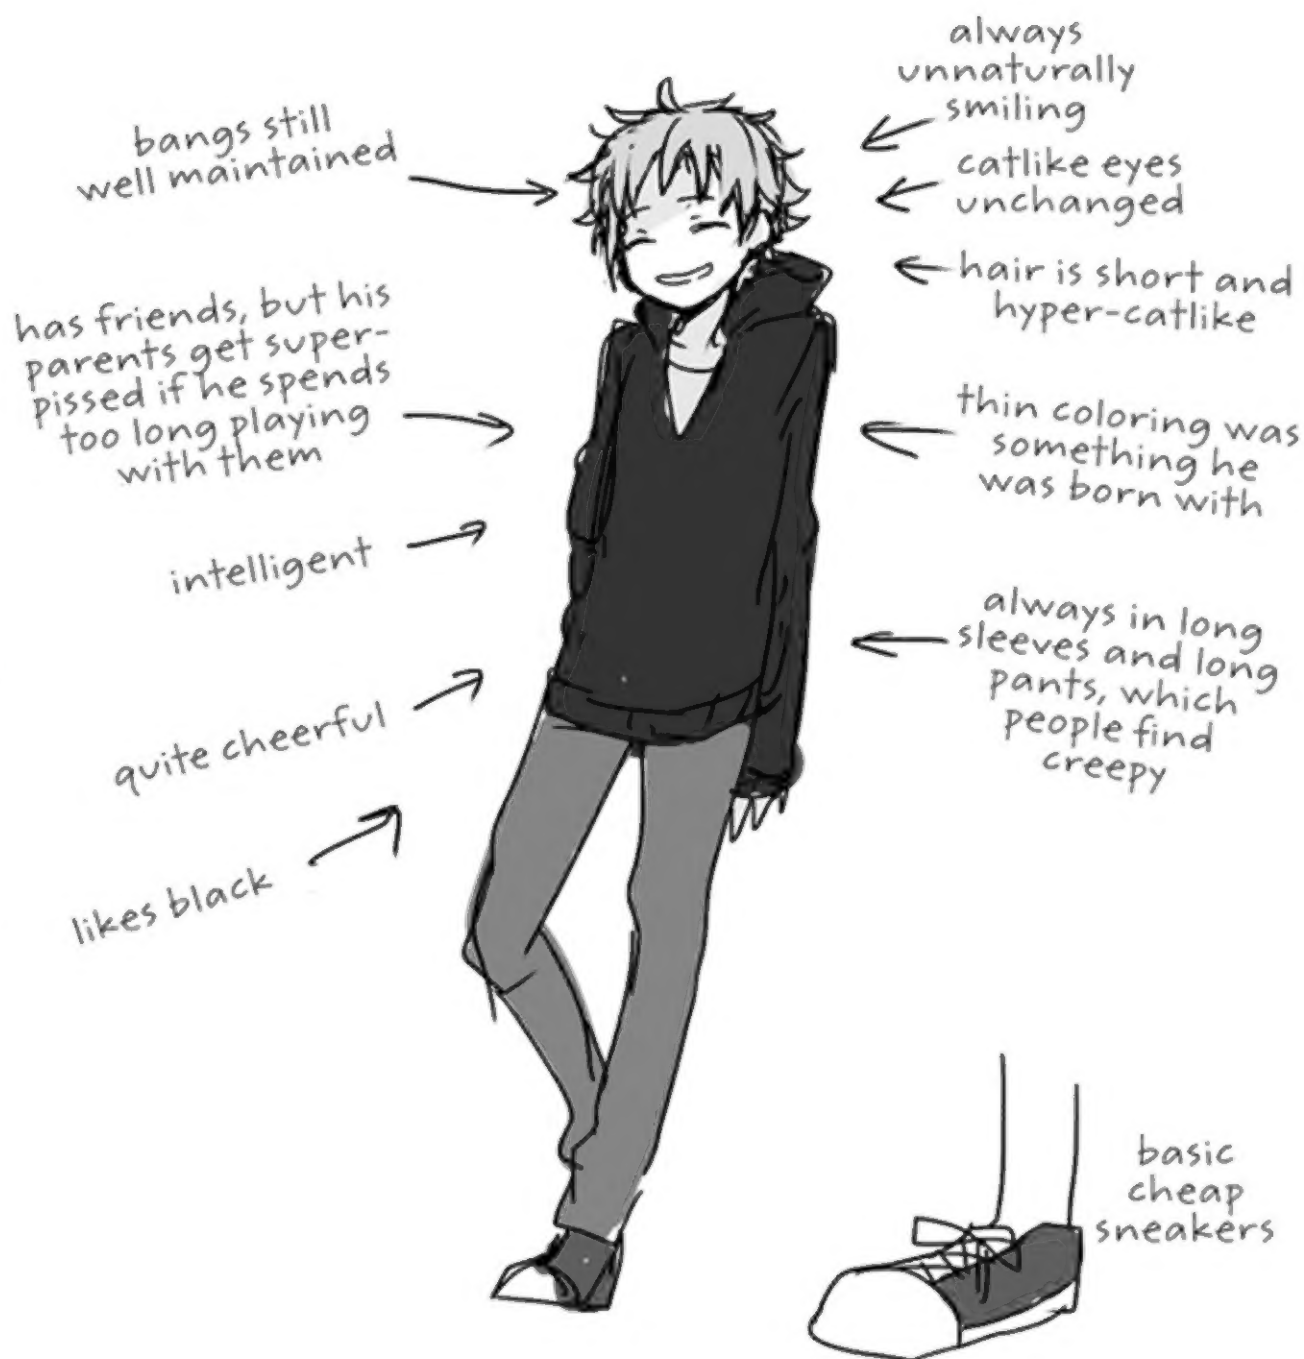 bangs still
well maintained
has friends, but his
parents get super-
pissed if he spends
too long playing
with them
intelligent
quite cheerful
likes black
always
unnaturally
smiling
catlike eyes
unchanged
hair is short and
hyper-catlike
thin coloring was
something he
was born with
always in long
sleeves and long
pants, which
people find
creepy
basic
cheap
sneakers